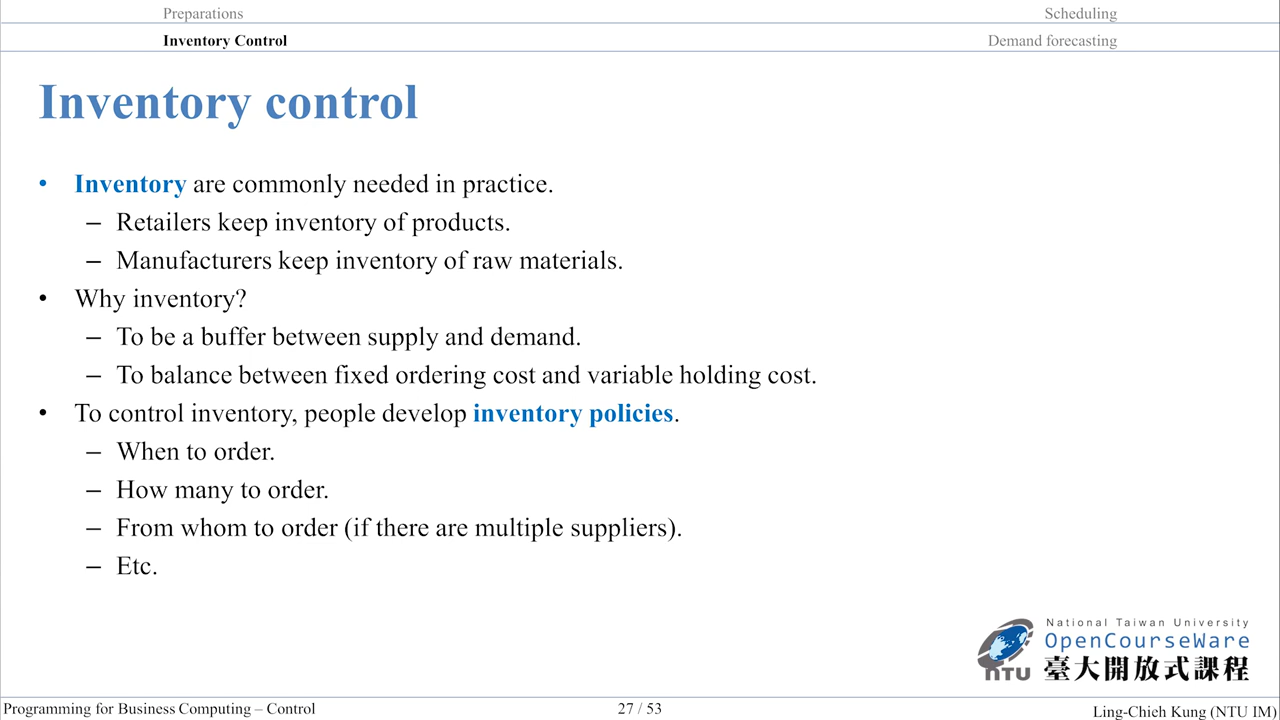 Preparations
Scheduling
Inventory Control
Demand forecasting
Inventory control
• Inventory are commonly needed in practice.
– Retailers keep inventory of products.
– Manufacturers keep inventory of raw materials.
• Why inventory?
– To be a buffer between supply and demand.
– To balance between fixed ordering cost and variable holding cost.
• To control inventory, people develop inventory policies.
– When to order.
– How many to order.
– From whom to order (if there are multiple suppliers).
– Etc.
National Taiwan University
OpenCourseWare
臺大開放式課程
NTU
Programming for Business Computing – Control
27 / 53
Ling-Chieh Kung (NTU IM)